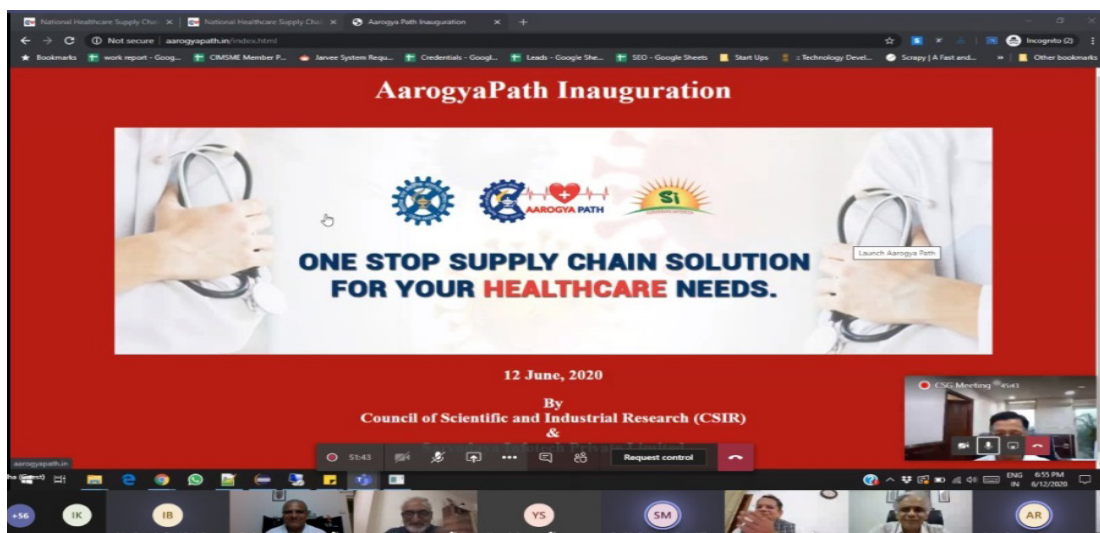 National Healthcare Supply Cha
National Healthcare Supply Cha
Aarogya Path Inauguration
Not secure
aarogyapath.in/index.html
Incognito (2)
Bookmarks
work report - Goog...
CIMSME Member P...
Jarvee System Requ...
Credentials - Googl...
Leads - Google She...
SEO - Google Sheets
Start Ups
:: Technology Devel...
Scrapy | A Fast and...
Other bookmarks
AarogyaPath Inauguration
AAROGYA PATH
Si
ONE STOP SUPPLY CHAIN SOLUTION
Launch Aarogya Path
FOR YOUR HEALTHCARE NEEDS.
12 June, 2020
By
Council of Scientific and Industrial Research (CSIR)
&
CSG Meeting
45:43
51:43
Request control
aarogyapath.in
ENG
IN
6:55 PM
6/12/2020
+56
IK
IB
YS
SM
AR